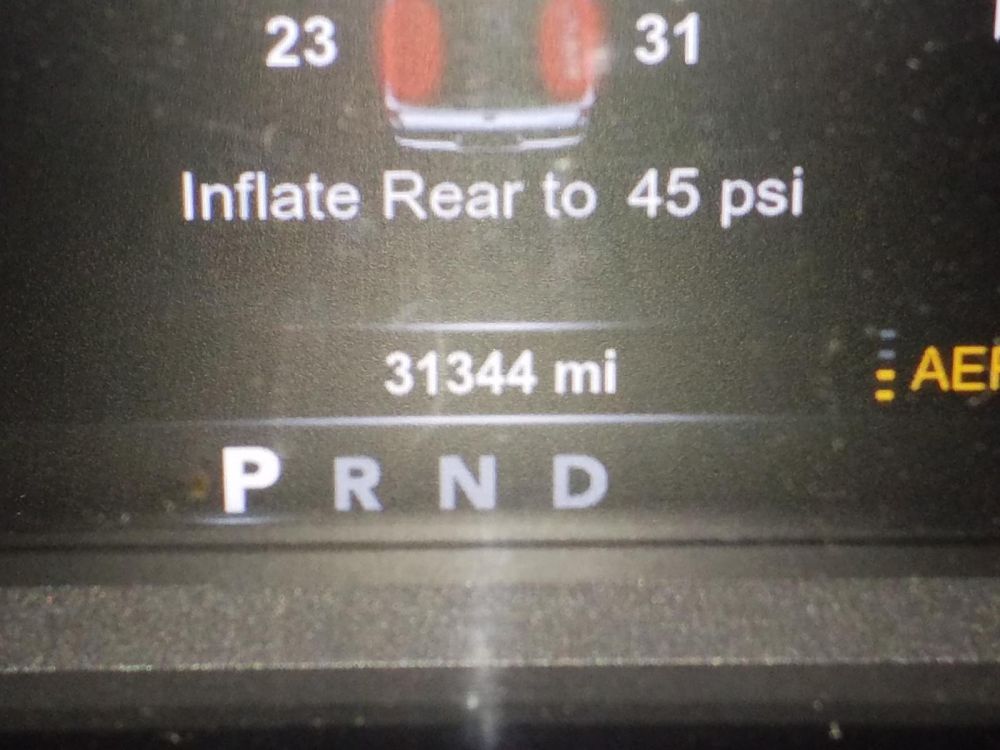 23 31
Inflate Rear to 45 psi
31344 mi
P R N D